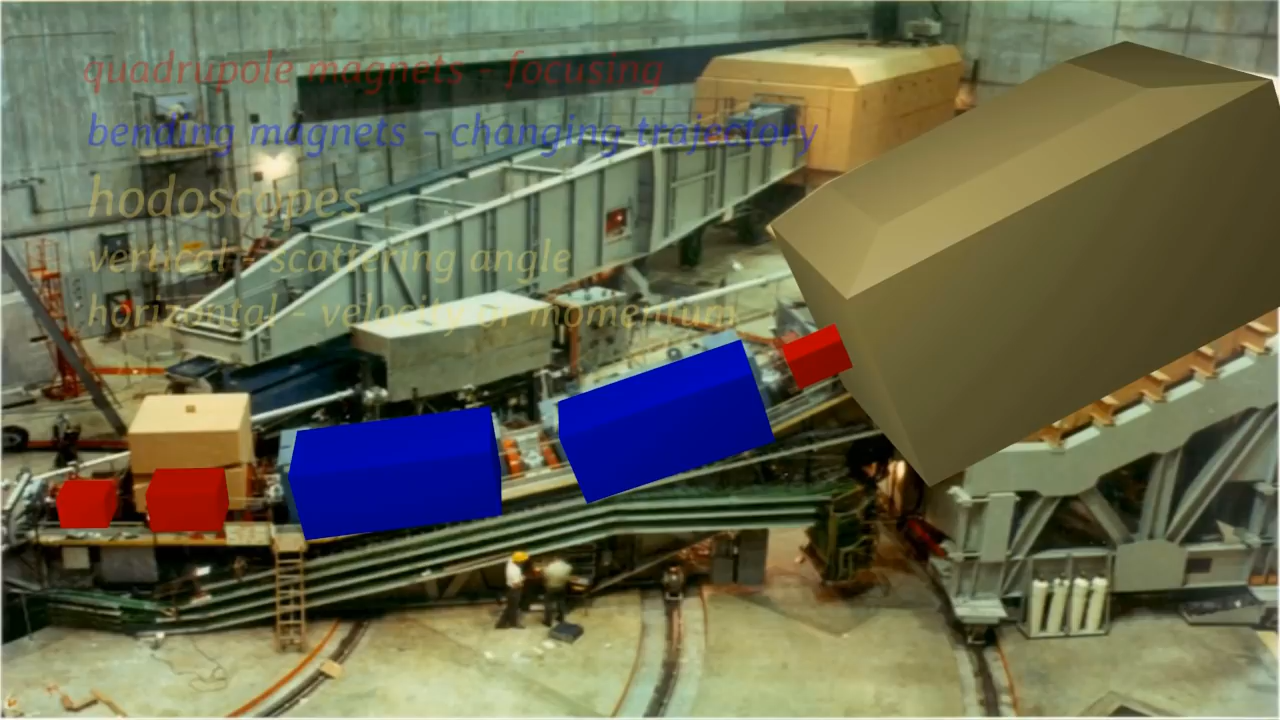 quadrupole magnets - focusing
bending magnets - changing trajectory
hodoscopes
vertical - scattering angle
horizontal - velocity or momentum